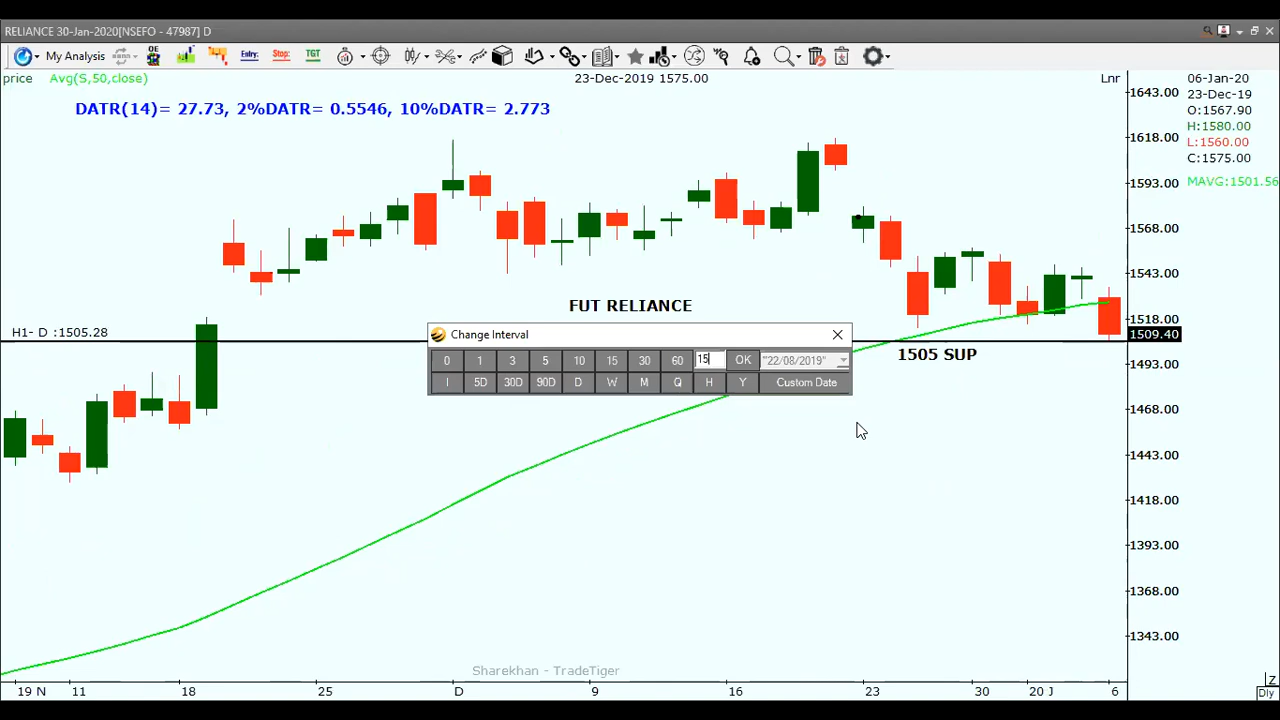 RELIANCE 30-Jan-2020[NSEFO - 47987] D
My Analysis
OE
Entry:
Stop:
TGT
price Avg(S,50,close)
23-Dec-2019 1575.00
Lnr
06-Jan-20
23-Dec-19
O:1567.90
H:1580.00
L:1560.00
C:1575.00
MAVG:1501.56
DATR(14)= 27.73, 2%DATR= 0.5546, 10%DATR= 2.773
1643.00
1618.00
1593.00
1568.00
1543.00
1518.00
1509.40
1493.00
1468.00
1443.00
1418.00
1393.00
1368.00
1343.00
FUT RELIANCE
H1- D :1505.28
1505 SUP
Change Interval
0 1 3 5 10 15 30 60 15 OK "22/08/2019"
I 5D 30D 90D D W M Q H Y Custom Date
Sharekhan - TradeTiger
19 N 11 18 25 D 9 16 23 30 20 J 6
Z
Dly